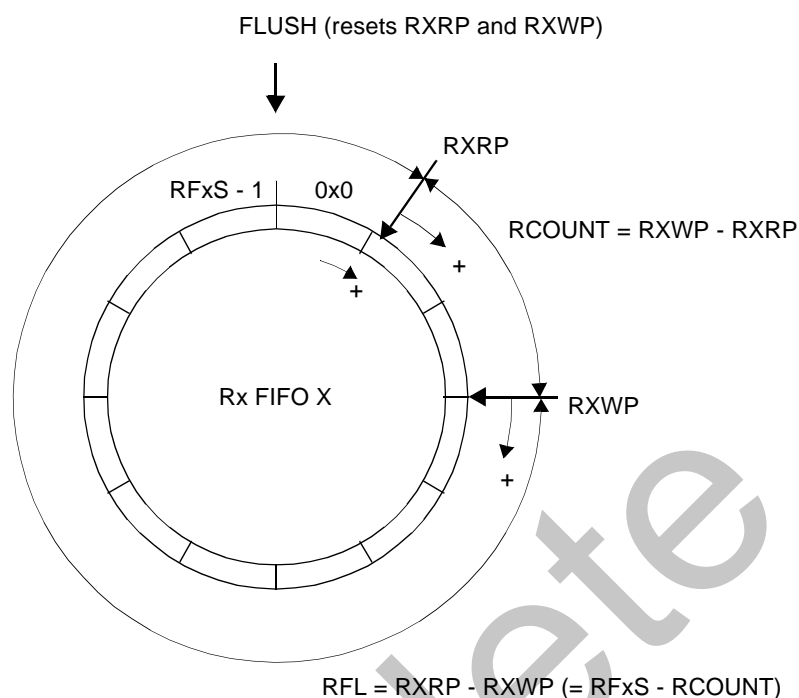 FLUSH (resets RXRP and RXWP)
RXRP
RFxS - 1
0x0
RCOUNT = RXWP - RXRP
+
+
Rx FIFO X
RXWP
+
lete
RFL = RXRP - RXWP (= RFxS - RCOUNT)